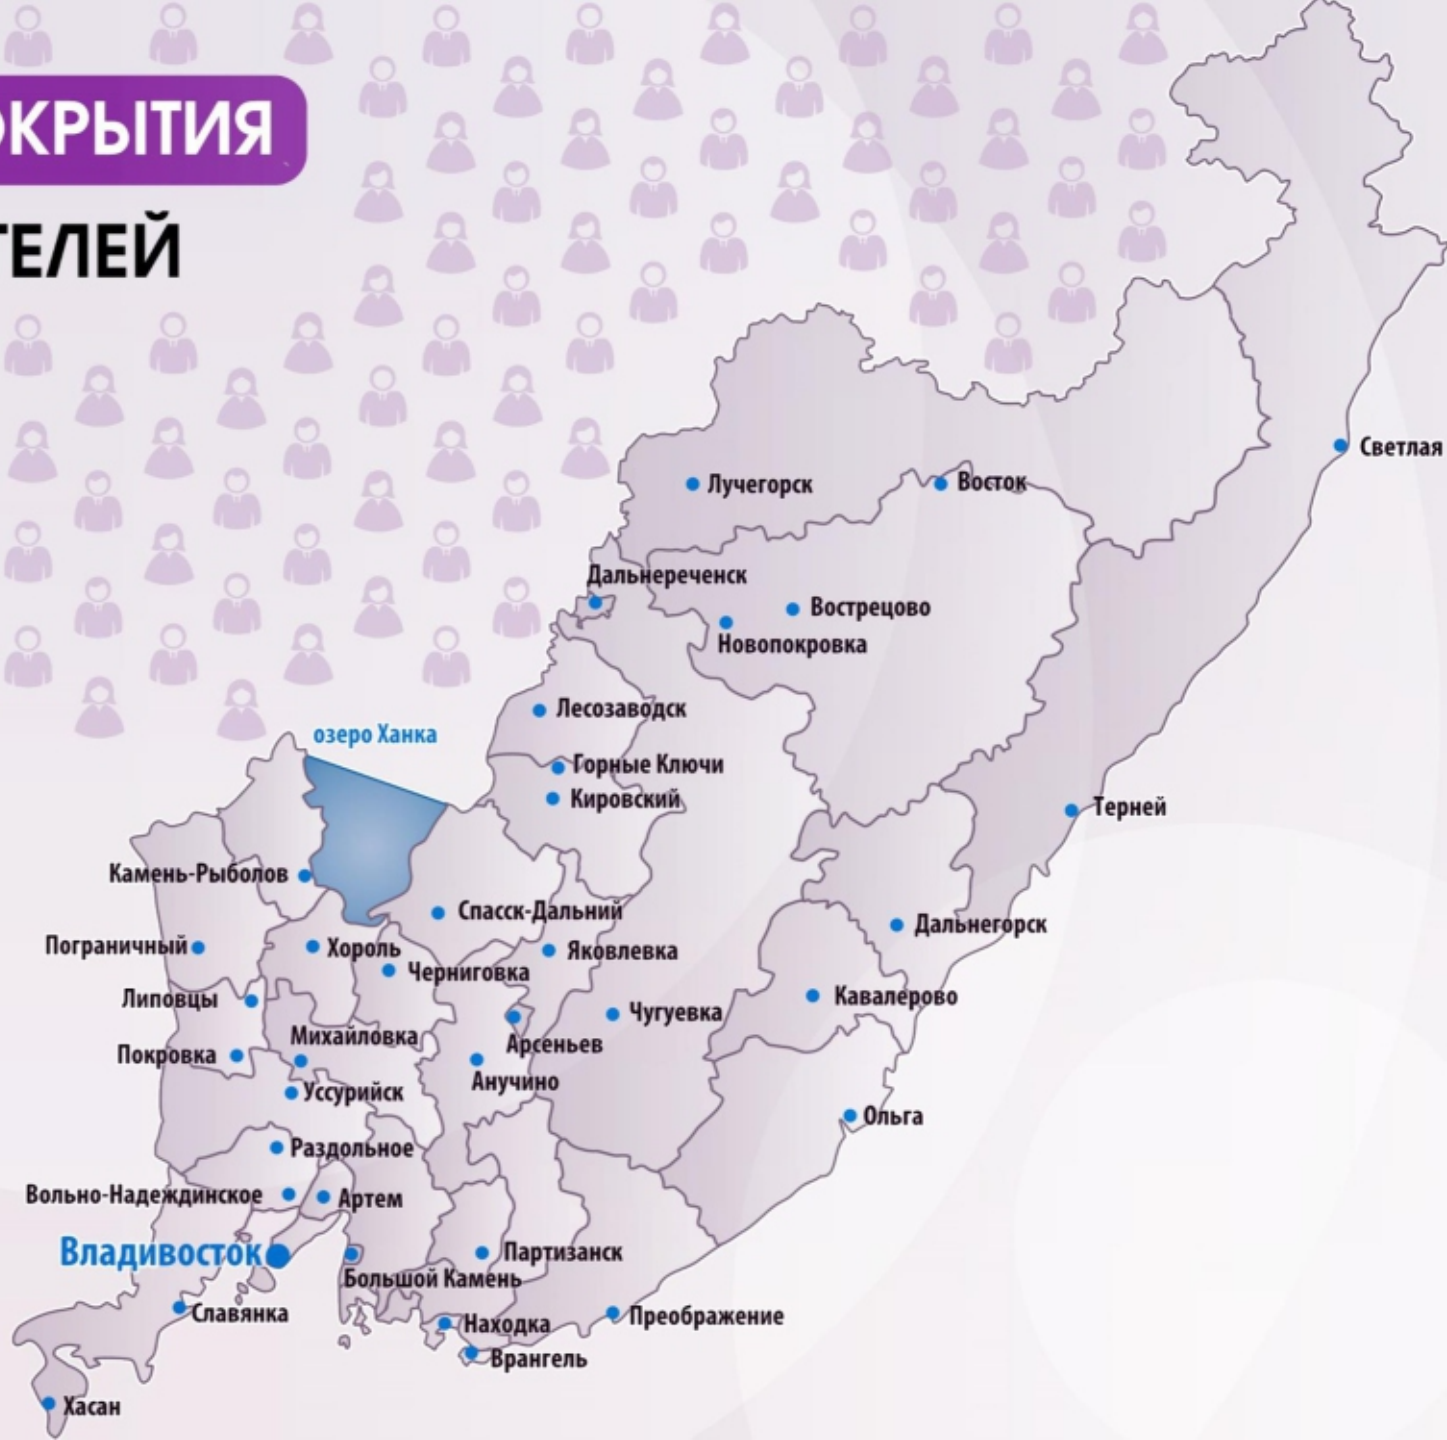 ОКРЫТИЯ
ТЕЛЕЙ
Светлая
Лучегорск
Восток
Дальнереченск
Вострецово
Новопокровка
Лесозаводск
озеро Ханка
Горные Ключи
Кировский
Терней
Камень-Рыболов
Спасск-Дальний
Дальнегорск
Пограничный
Хороль
Яковлевка
Черниговка
Липовцы
Кавалерово
Чугуевка
Михайловка
Арсеньев
Покровка
Анучино
Уссурийск
Ольга
Раздольное
Вольно-Надеждинское
Артем
Владивосток
Партизанск
Большой Камень
Славянка
Находка
Преображение
Врангель
Хасан